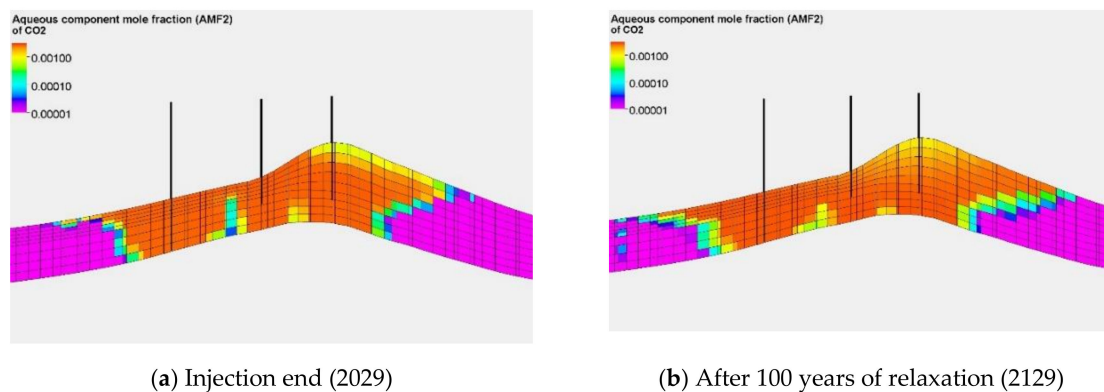 Aqueous component mole fraction (AMF2)
of CO2
0.00100
0.00010
0.00001
(a) Injection end (2029)
Aqueous component mole fraction (AMF2)
of CO2
0.00100
0.00010
0.00001
(b) After 100 years of relaxation (2129)